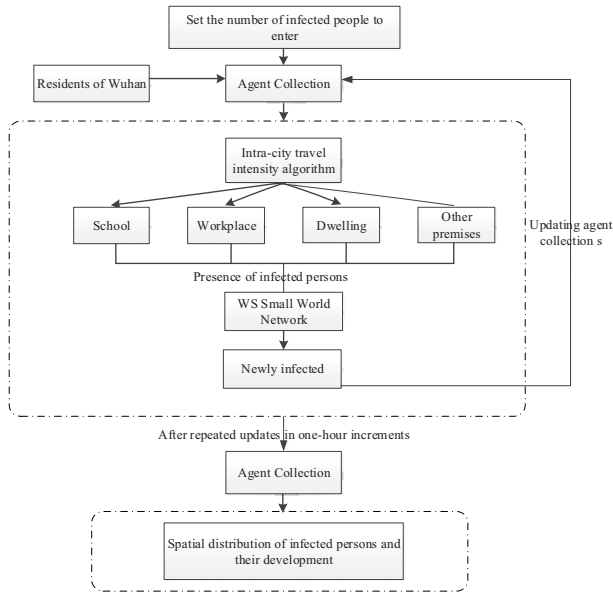 Set the number of infected people to
enter
Residents of Wuhan
Agent Collection
Intra-city travel
intensity algorithm
School
Workplace
Dwelling
Other
premises
Updating agent
collection s
Presence of infected persons
WS Small World
Network
Newly infected
After repeated updates in one-hour increments
Agent Collection
Spatial distribution of infected persons and
their development